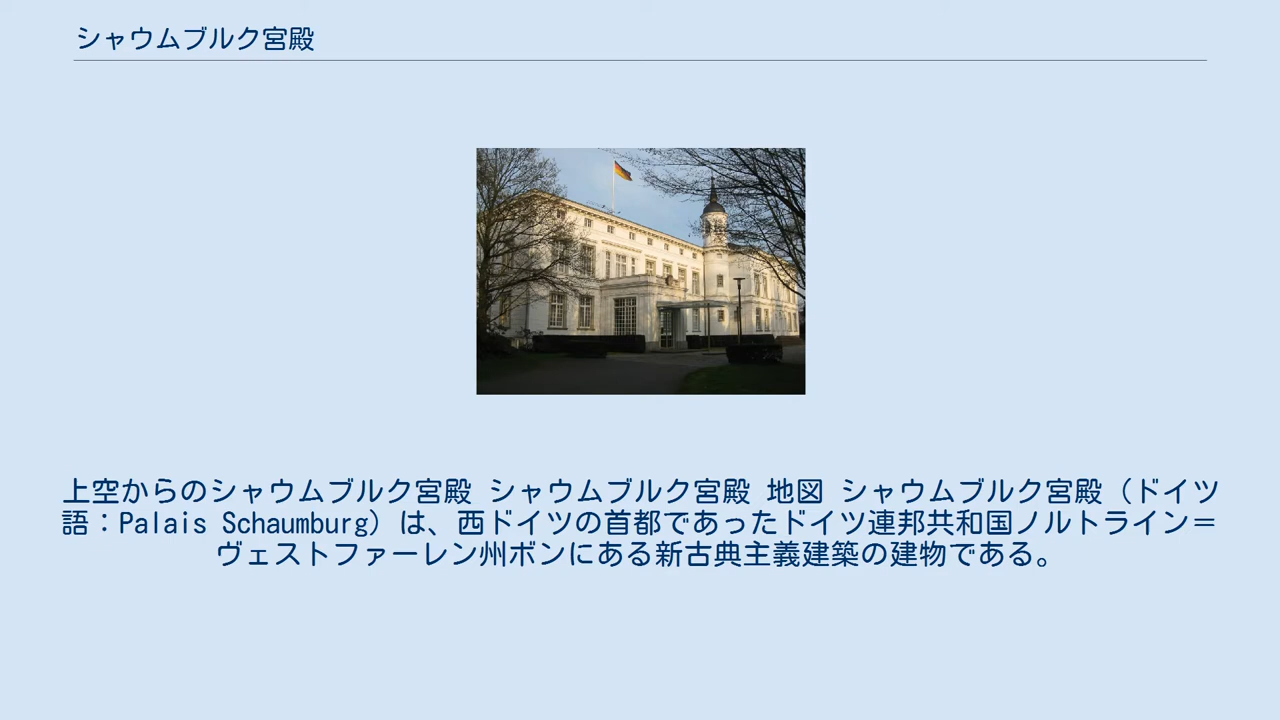 シャウムブルク宮殿
上空からのシャウムブルク宮殿 シャウムブルク宮殿 地図 シャウムブルク宮殿（ドイツ
語：Palais Schaumburg）は、西ドイツの首都であったドイツ連邦共和国ノルトライン＝
ヴェストファーレン州ボンにある新古典主義建築の建物である。